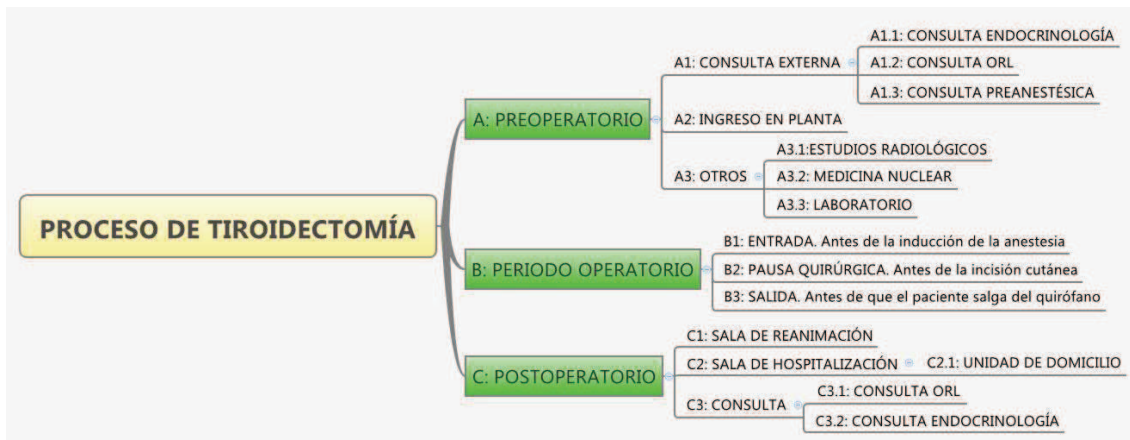 PROCESO DE TIROIDECTOMÍA
A: PREOPERATORIO
A1: CONSULTA EXTERNA
A1.1: CONSULTA ENDOCRINOLOGÍA
A1.2: CONSULTA ORL
A1.3: CONSULTA PREANESTÉSICA
A2: INGRESO EN PLANTA
A3: OTROS
A3.1:ESTUDIOS RADIOLÓGICOS
A3.2: MEDICINA NUCLEAR
A3.3: LABORATORIO
B: PERIODO OPERATORIO
B1: ENTRADA. Antes de la inducción de la anestesia
B2: PAUSA QUIRÚRGICA. Antes de la incisión cutánea
B3: SALIDA. Antes de que el paciente salga del quirófano
C: POSTOPERATORIO
C1: SALA DE REANIMACIÓN
C2: SALA DE HOSPITALIZACIÓN
C2.1: UNIDAD DE DOMICILIO
C3: CONSULTA
C3.1: CONSULTA ORL
C3.2: CONSULTA ENDOCRINOLOGÍA